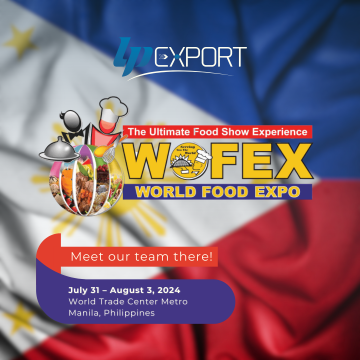 LP EXPORT
The Ultimate Food Show Experience
WOFEX
WORLD FOOD EXPO
Meet our team there!
July 31 – August 3, 2024
World Trade Center Metro
Manila, Philippines